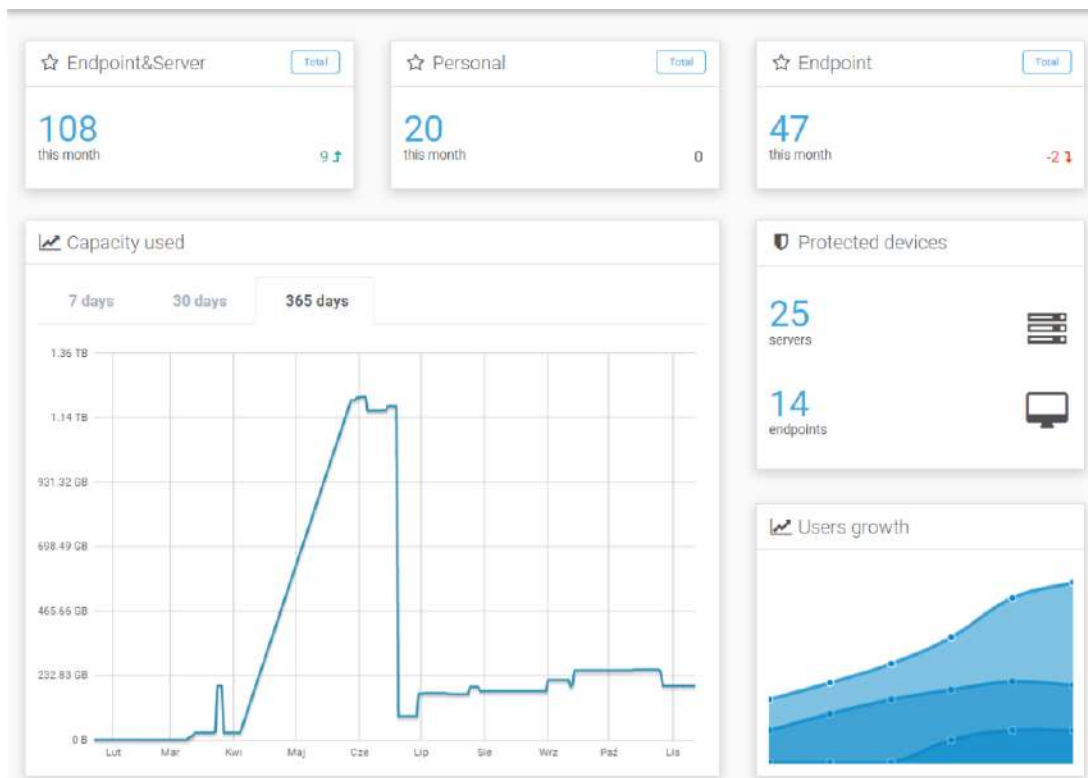 Endpoint&Server Total
108
this month 9
Personal Total
20
this month 0
Endpoint Total
47
this month -2
Capacity used
7 days 30 days 365 days
1.36 TB
1.14 TB
931.32 GB
698.49 GB
465.66 GB
232.83 GB
0 B
Lut Mar Kwi Maj Cze Lip Sie Wrz Paź Lis
Protected devices
25
servers
14
endpoints
Users growth